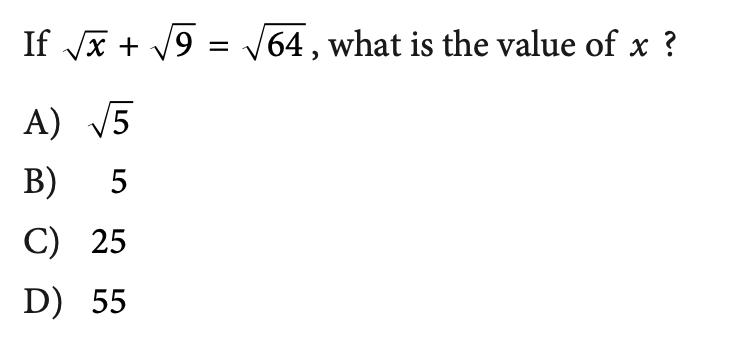 If √x + √9 = √64, what is the value of x ?
A) √5
B) 5
C) 25
D) 55